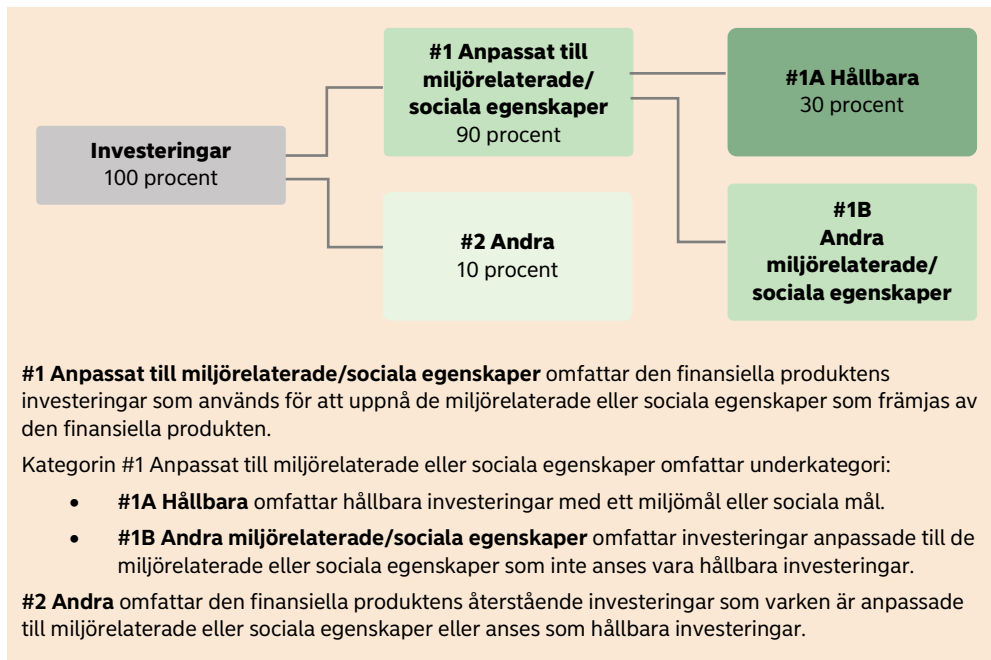 Investeringar
100 procent
#1 Anpassat till
miljörelaterade/
sociala egenskaper
90 procent
#2 Andra
10 procent
#1A Hållbara
30 procent
#1B
Andra
miljörelaterade/
sociala egenskaper
#1 Anpassat till miljörelaterade/sociala egenskaper omfattar den finansiella produktens
investeringar som används för att uppnå de miljörelaterade eller sociala egenskaper som främjas av
den finansiella produkten.
Kategorin #1 Anpassat till miljörelaterade eller sociala egenskaper omfattar underkategori:
• #1A Hållbara omfattar hållbara investeringar med ett miljömål eller sociala mål.
• #1B Andra miljörelaterade/sociala egenskaper omfattar investeringar anpassade till de
miljörelaterade eller sociala egenskaper som inte anses vara hållbara investeringar.
#2 Andra omfattar den finansiella produktens återstående investeringar som varken är anpassade
till miljörelaterade eller sociala egenskaper eller anses som hållbara investeringar.